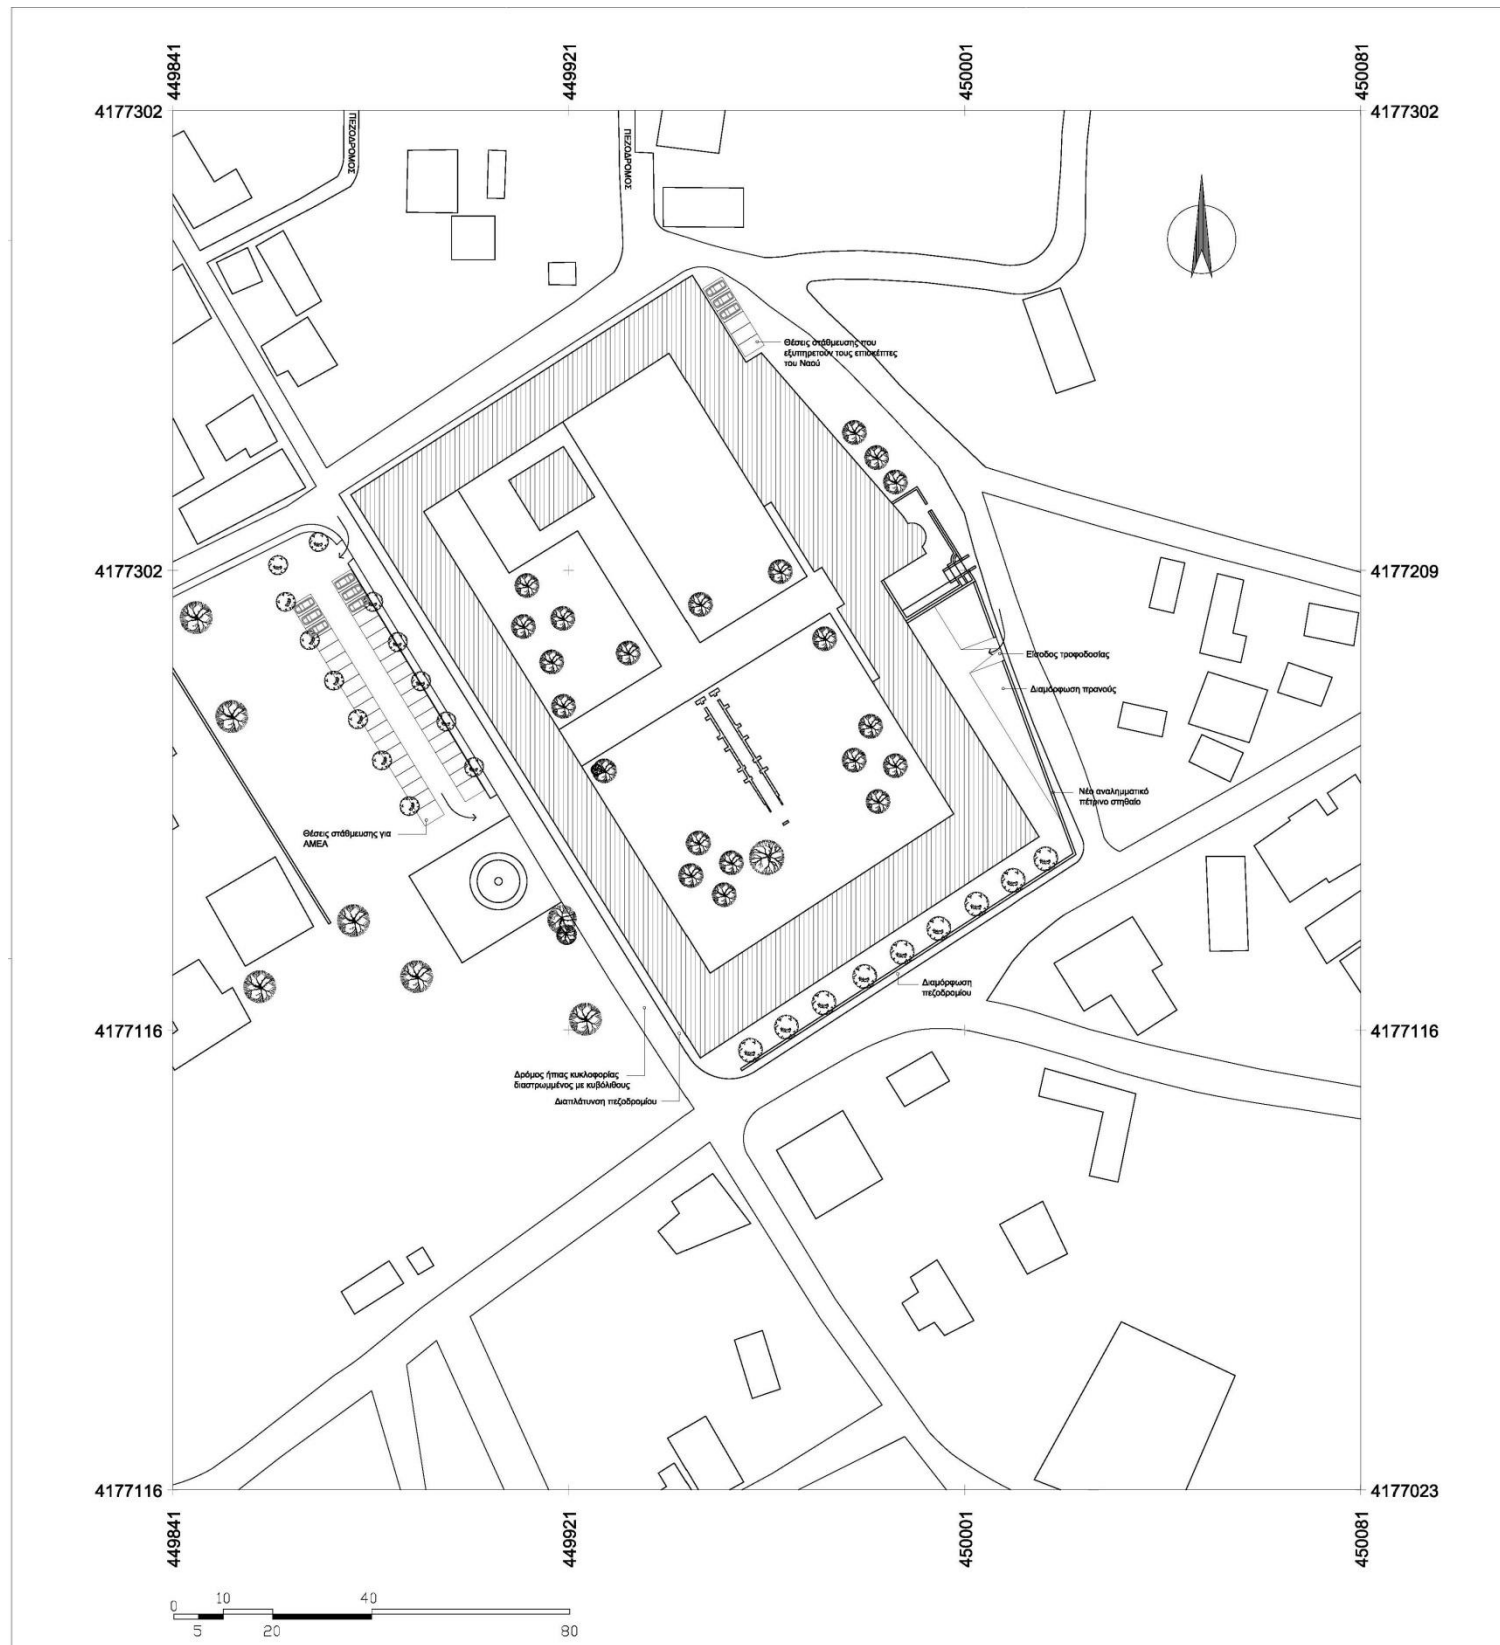 449841
449921
450001
450081
4177302
4177302
ΠΕΖΟΔΡΟΜΟΣ
ΠΕΖΟΔΡΟΜΟΣ
Θέσεις στάθμευσης που
εξυπηρετούν τους επισκέπτες
του Ναού
4177302
4177209
Είσοδος τροφοδοσίας
Διαμόρφωση πρανούς
Νέο αναλημματικό
πέτρινο στηθαίο
Θέσεις στάθμευσης για
ΑΜΕΑ
Διαμόρφωση
πεζοδρομίου
4177116
4177116
Δρόμος ήπιας κυκλοφορίας
διαστρωμένος με κυβόλιθους
Διαπλάτυνση πεζοδρομίου
4177116
4177023
449841
449921
450001
450081
0 10 40
5 20 80